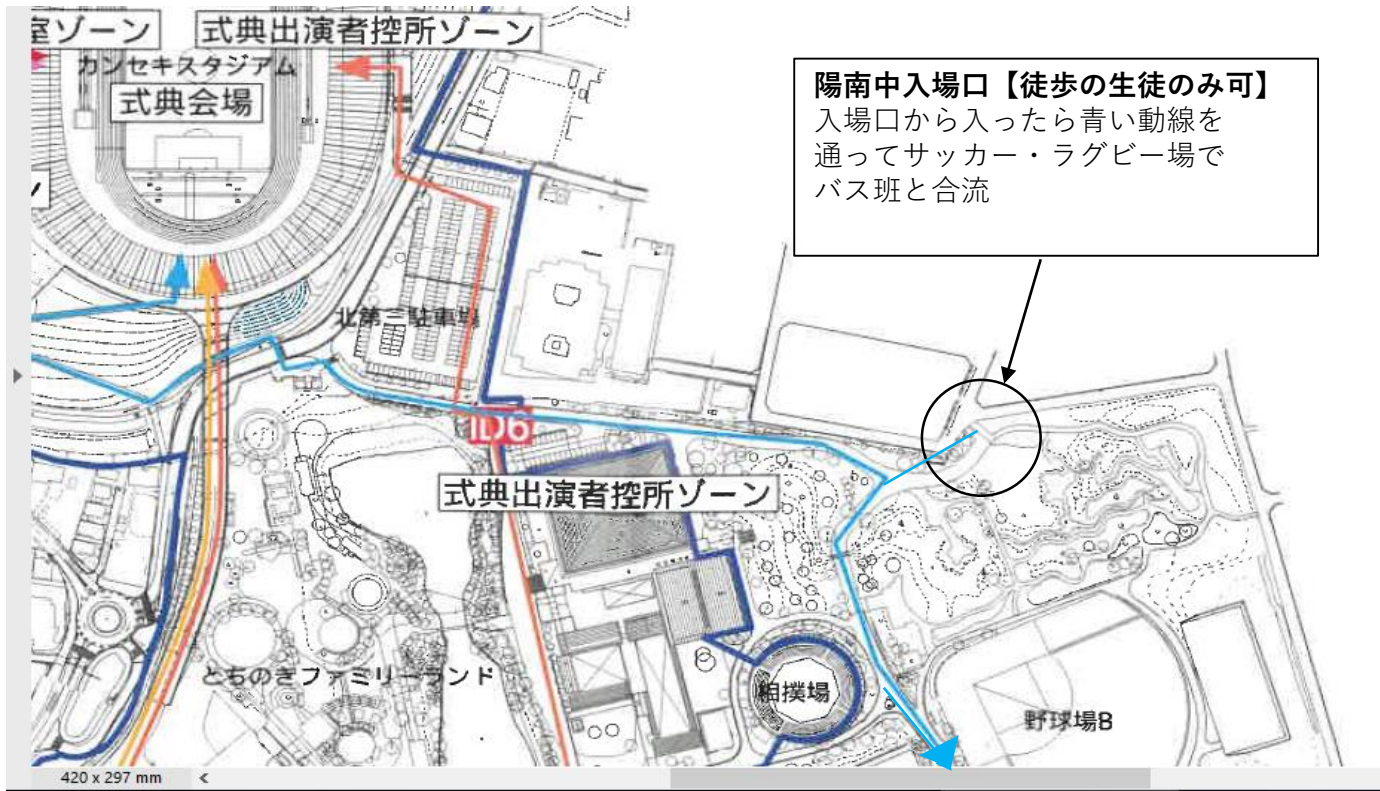 室ゾーン
式典出演者控所ゾーン
カンセキスタジアム
式典会場
ン
陽南中入場口【徒歩の生徒のみ可】
入場口から入ったら青い動線を
通ってサッカー・ラグビー場で
バス班と合流
北第三駐車場
ID6
式典出演者控所ゾーン
とちのきファミリーランド
相撲場
野球場B
420 x 297 mm